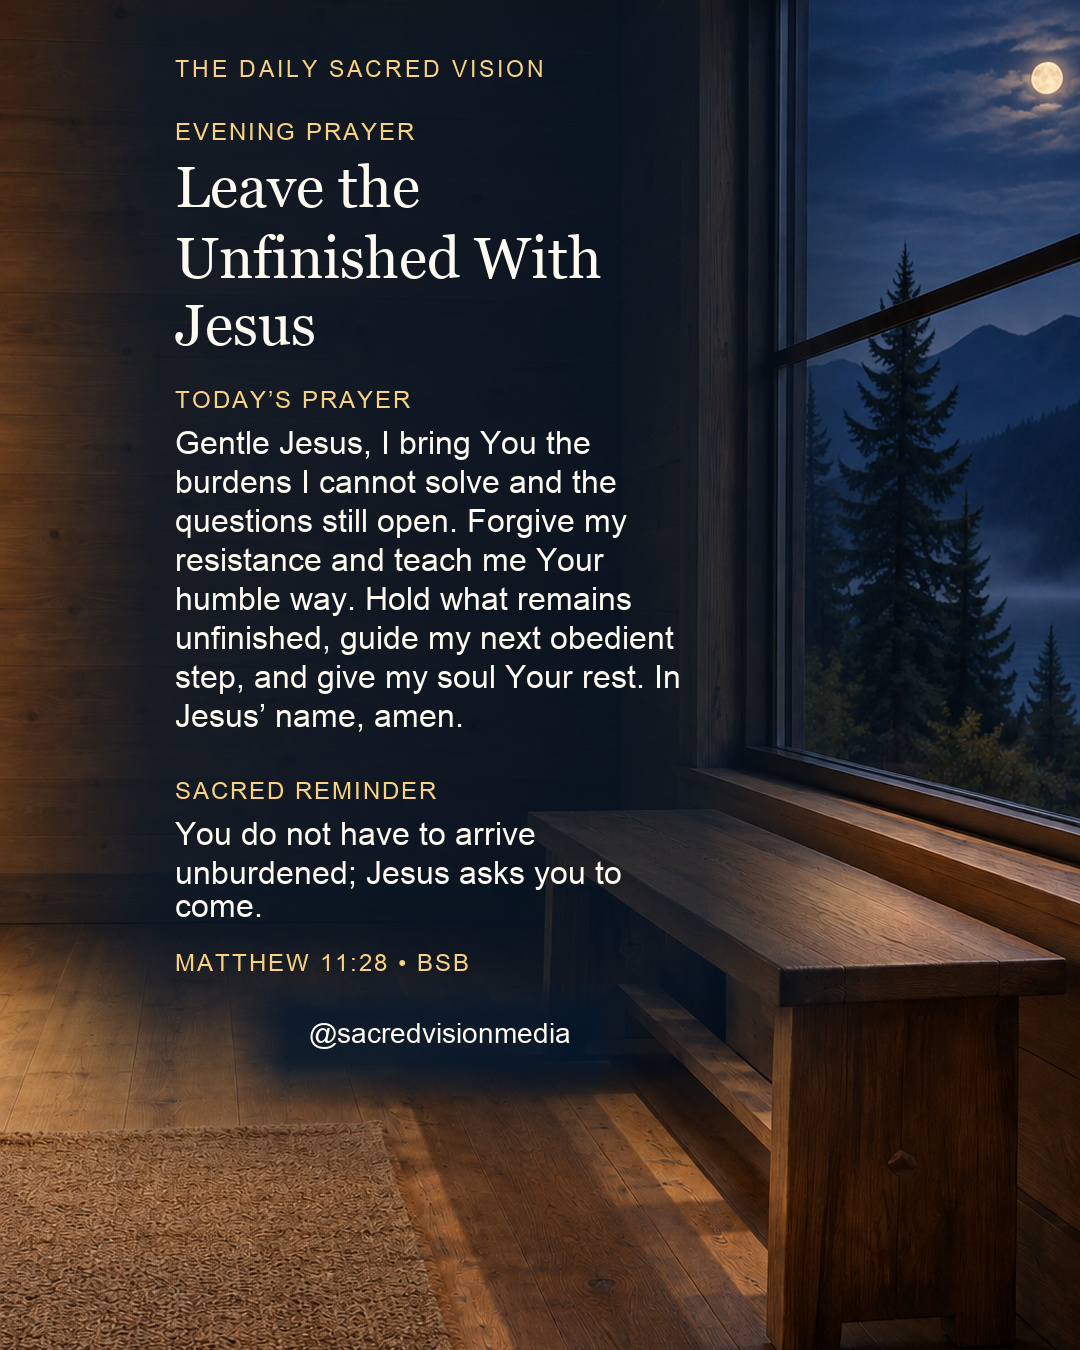 THE DAILY SACRED VISION
EVENING PRAYER
Leave the
Unfinished With
Jesus
TODAY’S PRAYER
Gentle Jesus, I bring You the
burdens I cannot solve and the
questions still open. Forgive my
resistance and teach me Your
humble way. Hold what remains
unfinished, guide my next obedient
step, and give my soul Your rest. In
Jesus’ name, amen.
SACRED REMINDER
You do not have to arrive
unburdened; Jesus asks you to
come.
MATTHEW 11:28 • BSB
@sacredvisionmedia